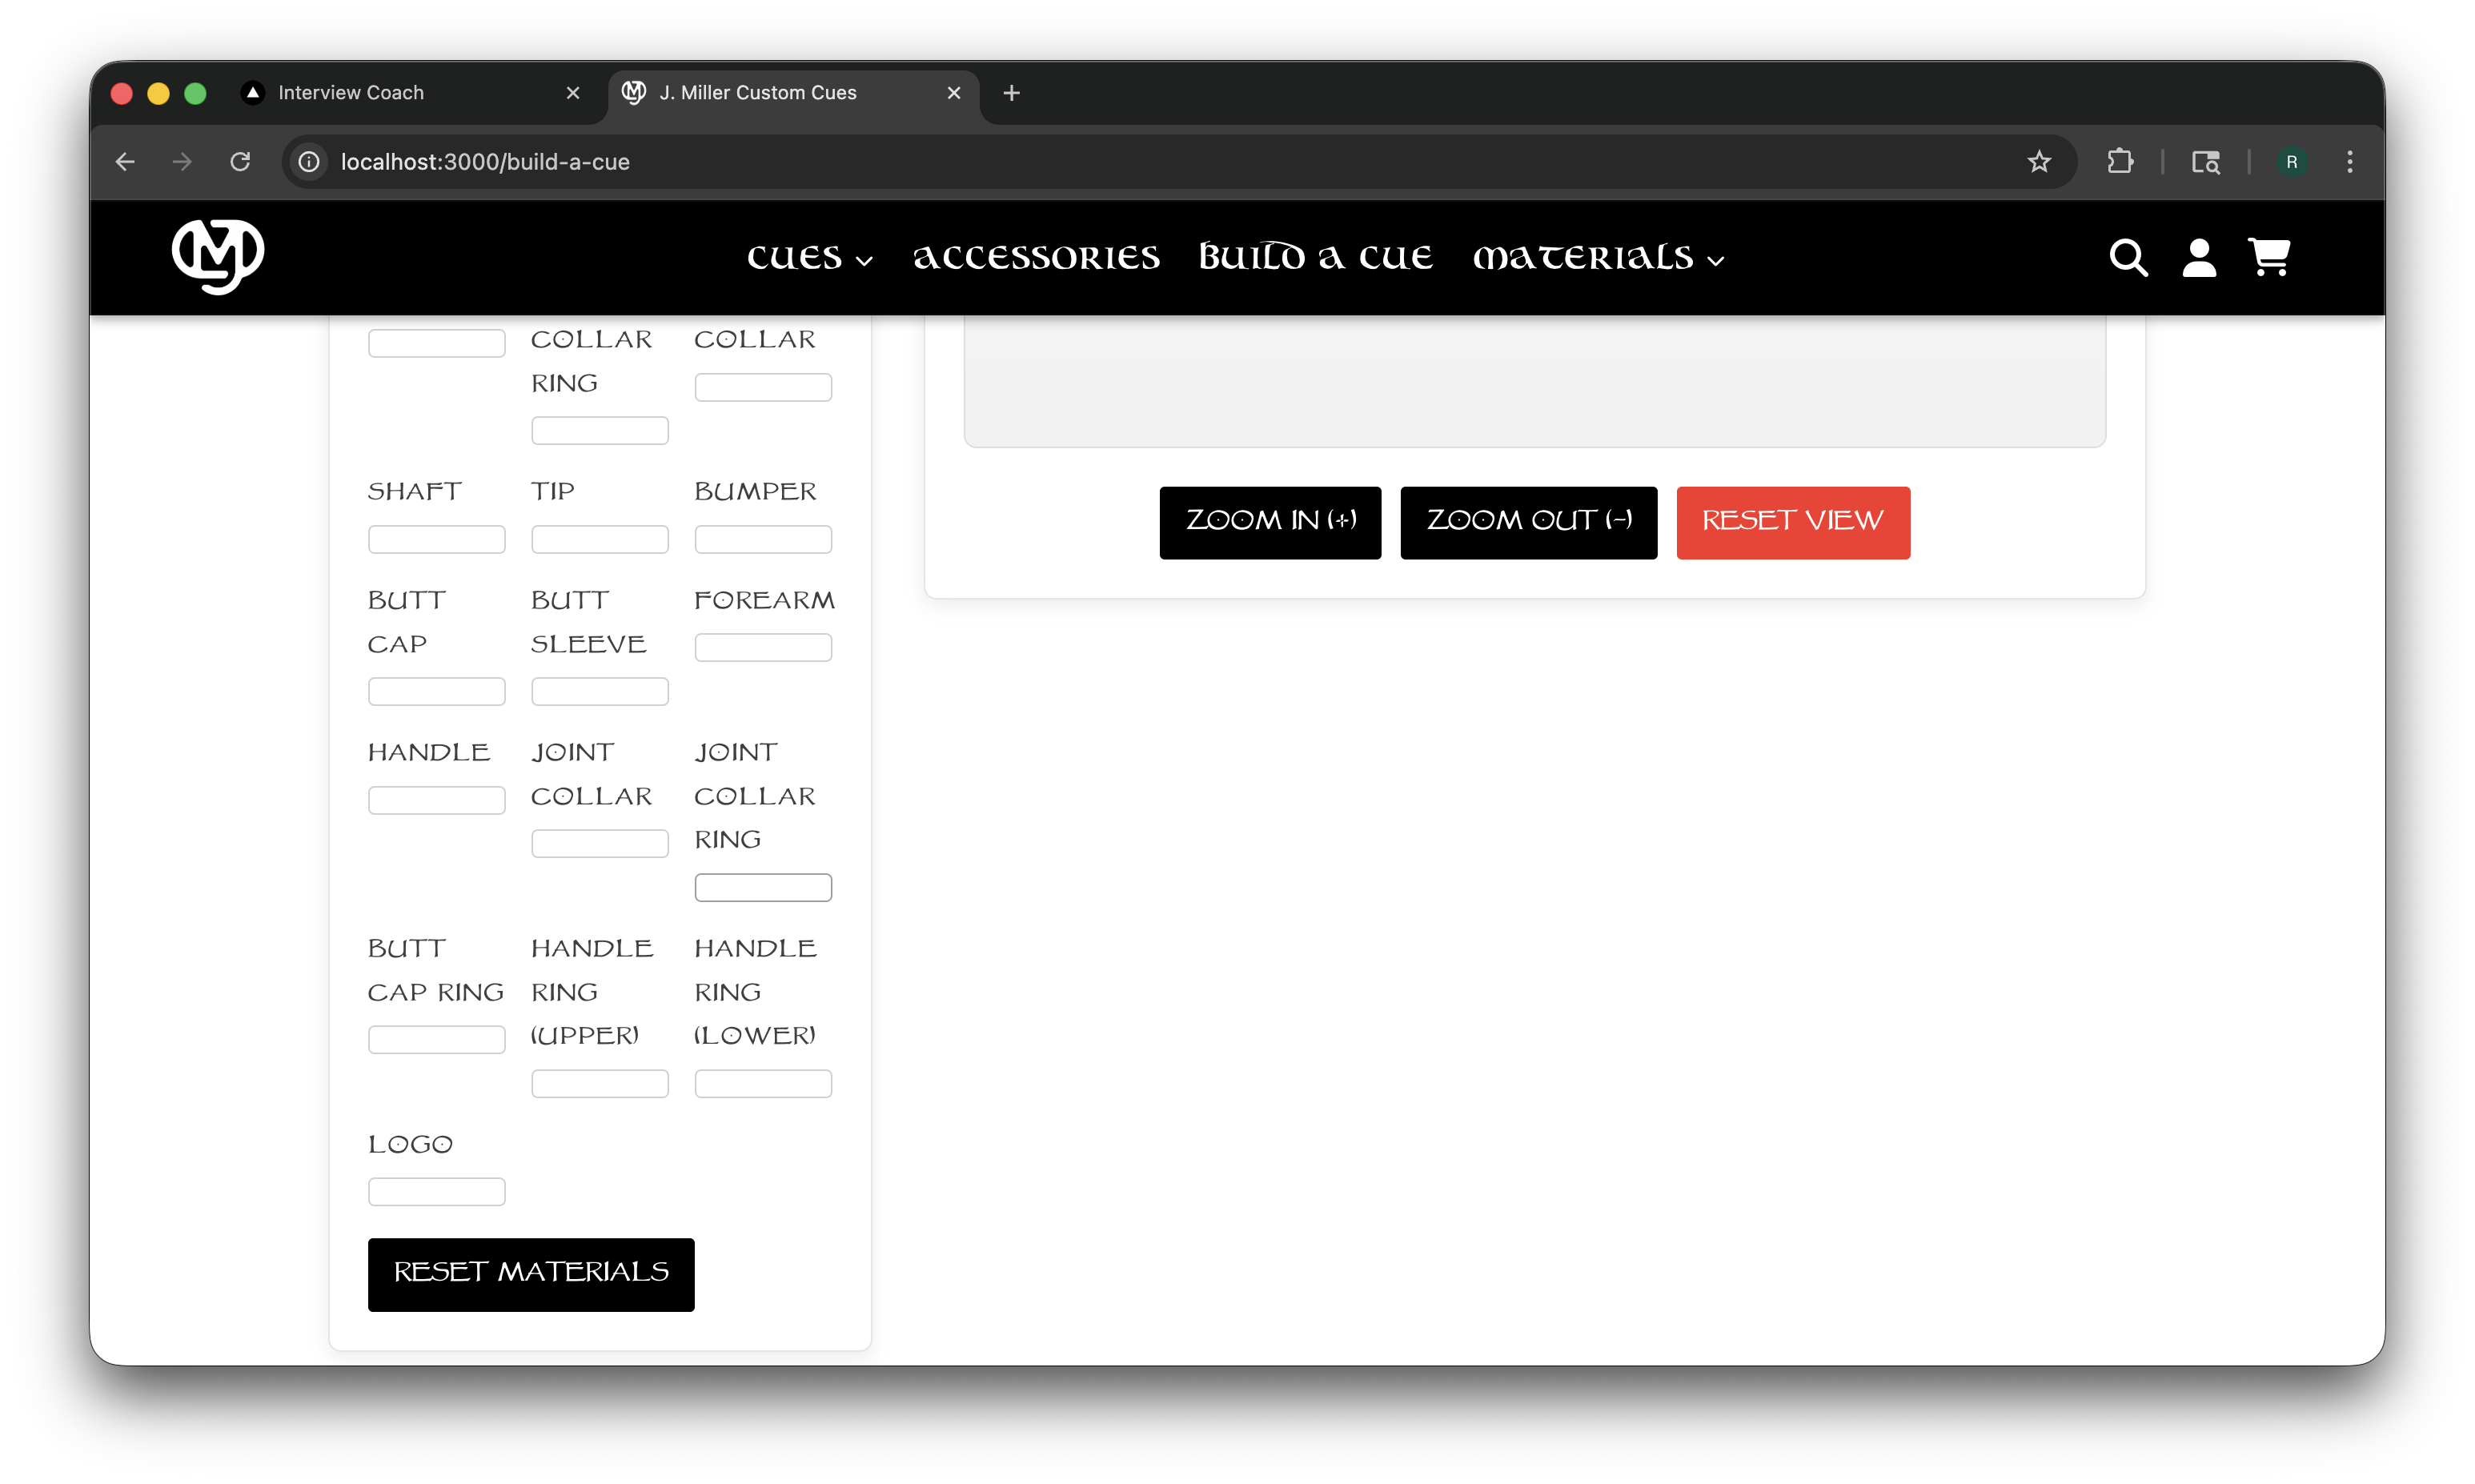 Interview Coach
J. Miller Custom Cues
localhost:3000/build-a-cue
R
CUES
ACCESSORIES
BUILD A CUE
MATERIALS
COLLAR
RING
COLLAR
SHAFT
TIP
BUMPER
BUTT
CAP
BUTT
SLEEVE
FOREARM
HANDLE
JOINT
COLLAR
JOINT
COLLAR
RING
BUTT
CAP RING
HANDLE
RING
(UPPER)
HANDLE
RING
(LOWER)
LOGO
RESET MATERIALS
ZOOM IN (+)
ZOOM OUT (-)
RESET VIEW